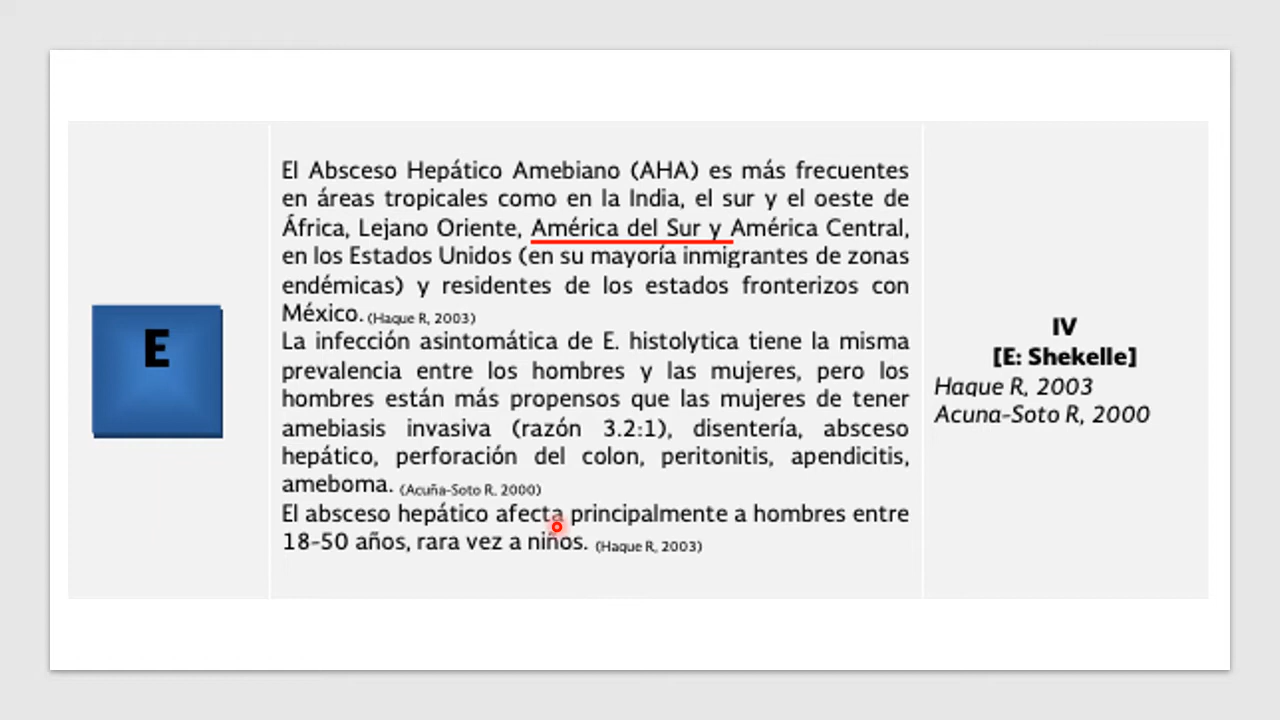 E
El Absceso Hepático Amebiano (AHA) es más frecuentes
en áreas tropicales como en la India, el sur y el oeste de
África, Lejano Oriente, América del Sur y América Central,
en los Estados Unidos (en su mayoría inmigrantes de zonas
endémicas) y residentes de los estados fronterizos con
México. (Haque R, 2003)
La infección asintomática de E. histolytica tiene la misma
prevalencia entre los hombres y las mujeres, pero los
hombres están más propensos que las mujeres de tener
amebiasis invasiva (razón 3.2:1), disentería, absceso
hepático, perforación del colon, peritonitis, apendicitis,
ameboma. (Acuña-Soto R, 2000)
El absceso hepático afecta principalmente a hombres entre
18-50 años, rara vez a niños. (Haque R, 2003)
IV
[E: Shekelle]
Haque R, 2003
Acuna-Soto R, 2000